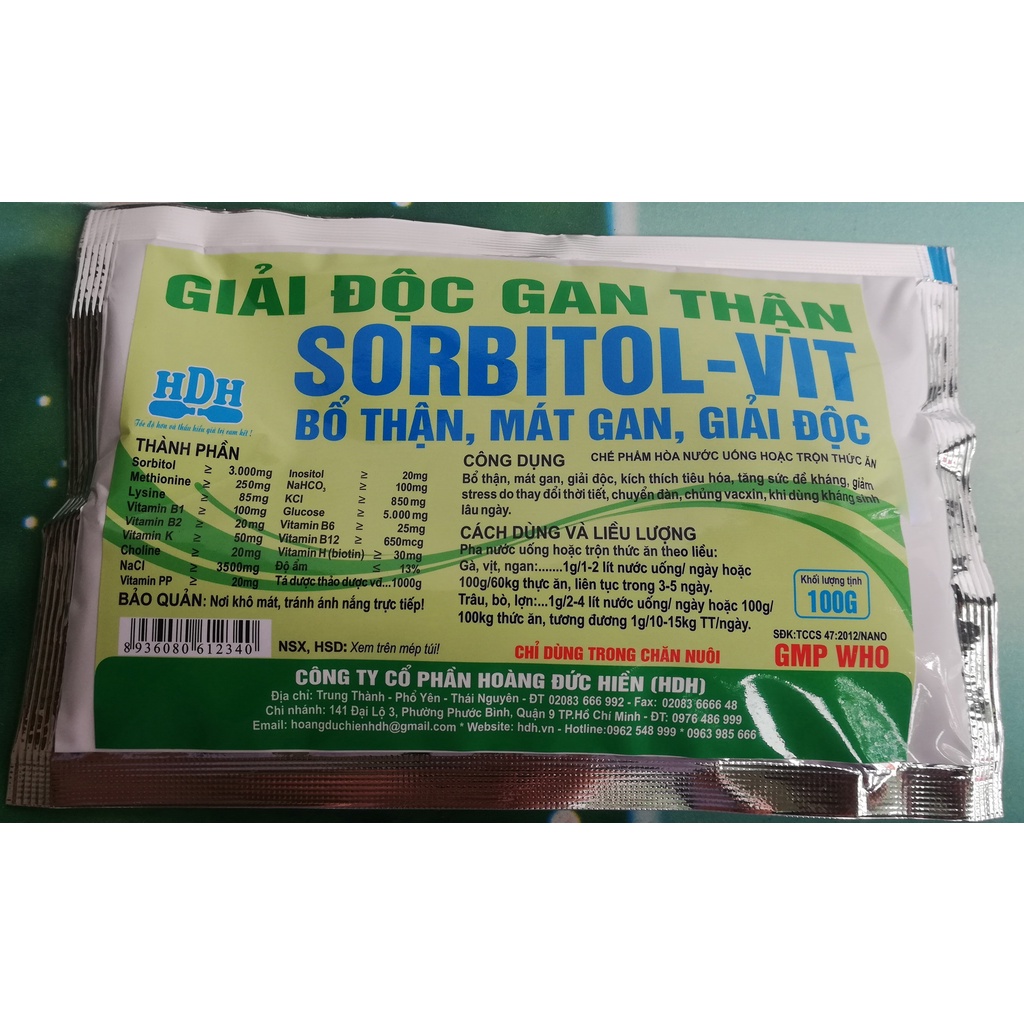 GIẢI ĐỘC GAN THẬN
SORBITOL-VIT
BỔ THẬN, MÁT GAN, GIẢI ĐỘC
HDH
Tốc độ hơn và thấu hiểu giá trị cam kết!
THÀNH PHẦN
Sorbitol ≥ 3.000mg
Methionine ≥ 250mg
Lysine ≥ 85mg
Vitamin B1 ≥ 100mg
Vitamin B2 ≥ 20mg
Vitamin K ≥ 50mg
Choline ≥ 20mg
NaCl ≥ 3500mg
Vitamin PP ≥ 20mg
Inositol ≥ 20mg
NaHCO₃ ≥ 100mg
KCl ≥ 850mg
Glucose ≥ 5.000mg
Vitamin B6 ≥ 25mg
Vitamin B12 ≥ 650mcg
Vitamin H (biotin) ≥ 30mg
Độ ẩm ≤ 13%
Tá dược thảo dược vđ...1000g
BẢO QUẢN: Nơi khô mát, tránh ánh nắng trực tiếp!
8936080612340
NSX, HSD: Xem trên mép túi!
CÔNG DỤNG CHẾ PHẨM HÒA NƯỚC UỐNG HOẶC TRỘN THỨC ĂN
Bổ thận, mát gan, giải độc, kích thích tiêu hóa, tăng sức đề kháng, giảm
stress do thay đổi thời tiết, chuyển đàn, chủng vacxin, khi dùng kháng sinh
lâu ngày.
CÁCH DÙNG VÀ LIỀU LƯỢNG
Pha nước uống hoặc trộn thức ăn theo liều:
Gà, vịt, ngan:.......1g/1-2 lít nước uống/ ngày hoặc
100g/60kg thực ăn, liên tục trong 3-5 ngày.
Trâu, bò, lợn:...1g/2-4 lít nước uống/ ngày hoặc 100g/
100kg thức ăn, tương đương 1g/10-15kg TT/ngày.
Khối lượng tịnh
100G
SĐK:TCCS 47:2012/NANO
CHỈ DÙNG TRONG CHĂN NUÔI
GMP WHO
CÔNG TY CỔ PHẦN HOÀNG ĐỨC HIỀN (HDH)
Địa chỉ: Trung Thành - Phổ Yên - Thái Nguyên - ĐT 02083 666 992 - Fax: 02083 6666 48
Chi nhánh: 141 Đại Lộ 3, Phường Phước Bình, Quận 9 TP.Hồ Chí Minh - ĐT: 0976 486 999
Email: hoangduchienhdh@gmail.com * Website: hdh.vn - Hotline:0962 548 999 * 0963 985 666